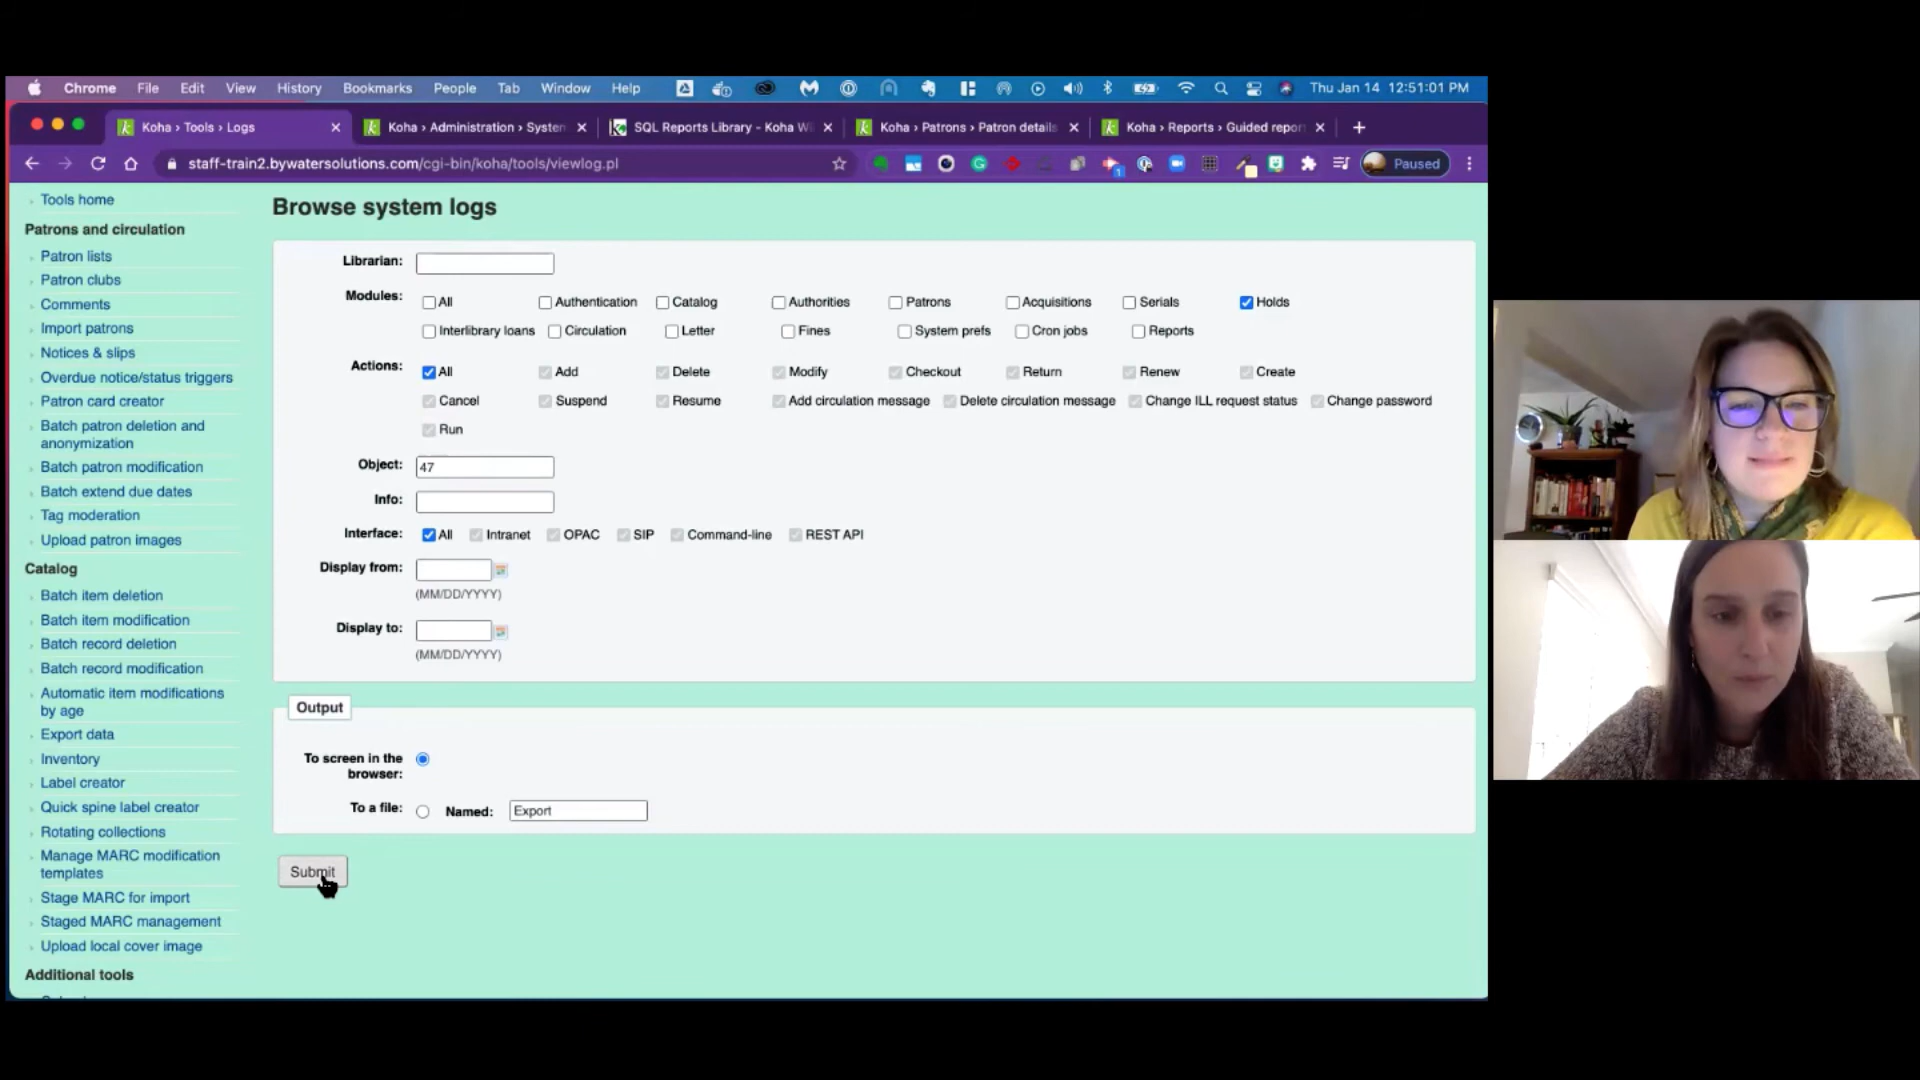 Chrome File Edit View History Bookmarks People Tab Window Help Thu Jan 14 12:51:01 PM
Koha › Tools › Logs Koha › Administration › System SQL Reports Library - Koha Wi Koha › Patrons › Patron details Koha › Reports › Guided repor
staff-train2.bywatersolutions.com/cgi-bin/koha/tools/viewlog.pl Paused
Tools home
Patrons and circulation
Patron lists
Patron clubs
Comments
Import patrons
Notices & slips
Overdue notice/status triggers
Patron card creator
Batch patron deletion and
anonymization
Batch patron modification
Batch extend due dates
Tag moderation
Upload patron images
Catalog
Batch item deletion
Batch item modification
Batch record deletion
Batch record modification
Automatic item modifications
by age
Export data
Inventory
Label creator
Quick spine label creator
Rotating collections
Manage MARC modification
templates
Stage MARC for import
Staged MARC management
Upload local cover image
Additional tools
Browse system logs
Librarian:
Modules: All Authentication Catalog Authorities Patrons Acquisitions Serials Holds
Interlibrary loans Circulation Letter Fines System prefs Cron jobs Reports
Actions: All Add Delete Modify Checkout Return Renew Create
Cancel Suspend Resume Add circulation message Delete circulation message Change ILL request status Change password
Run
Object: 47
Info:
Interface: All Intranet OPAC SIP Command-line REST API
Display from:
(MM/DD/YYYY)
Display to:
(MM/DD/YYYY)
Output
To screen in the
browser:
To a file: Named: Export
Submit